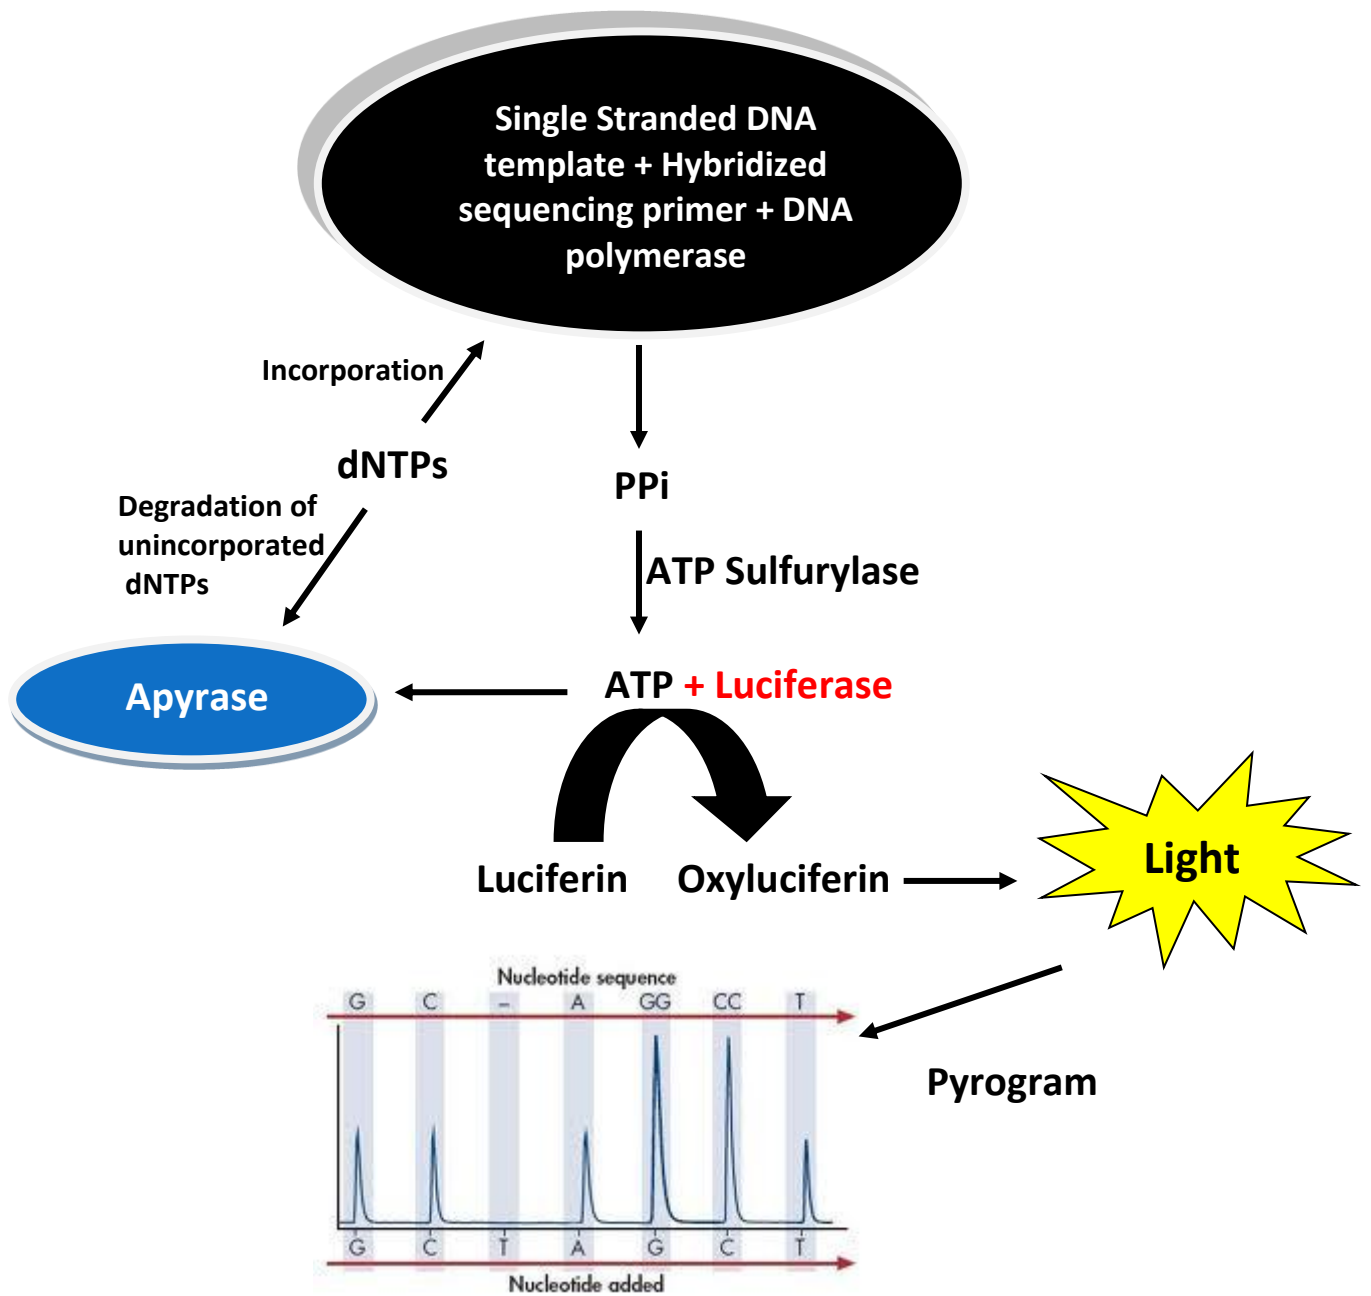 Single Stranded DNA
template + Hybridized
sequencing primer + DNA
polymerase
Incorporation
dNTPs
PPi
Degradation of
unincorporated
dNTPs
ATP Sulfurylase
Apyrase
ATP + Luciferase
Luciferin
Oxyluciferin
Light
Pyrogram
Nucleotide sequence
G C – A GG CC T
G C T A G C T
Nucleotide added